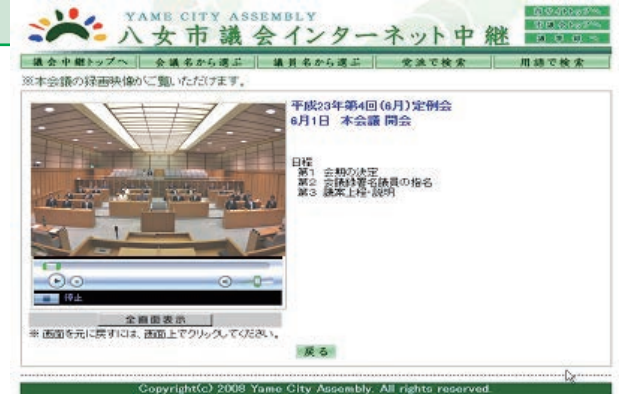 YAME CITY ASSEMBLY
八女市議会インターネット中継
議会中継トップへ 会議名から選ぶ 議員名から選ぶ 党派で検索 用語で検索
※本会議の録画映像がご覧いただけます。
平成23年第4回(6月)定例会
6月1日 本会議 開会
日程
第1 会期の決定
第2 会議録署名議員の指名
第3 議案上程・説明
停止
全画面表示
※ 画面を元に戻すには、画面上でクリックしてください。
戻る
Copyright(c) 2008 Yame City Assembly. All rights reserved.